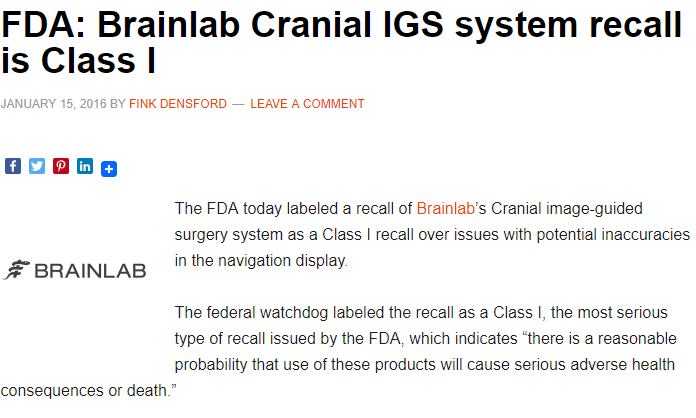 FDA: Brainlab Cranial IGS system recall
is Class I
JANUARY 15, 2016 BY FINK DENSFORD — LEAVE A COMMENT
The FDA today labeled a recall of Brainlab's Cranial image-guided
surgery system as a Class I recall over issues with potential inaccuracies
in the navigation display.
BRAINLAB
The federal watchdog labeled the recall as a Class I, the most serious
type of recall issued by the FDA, which indicates “there is a reasonable
probability that use of these products will cause serious adverse health
consequences or death.”